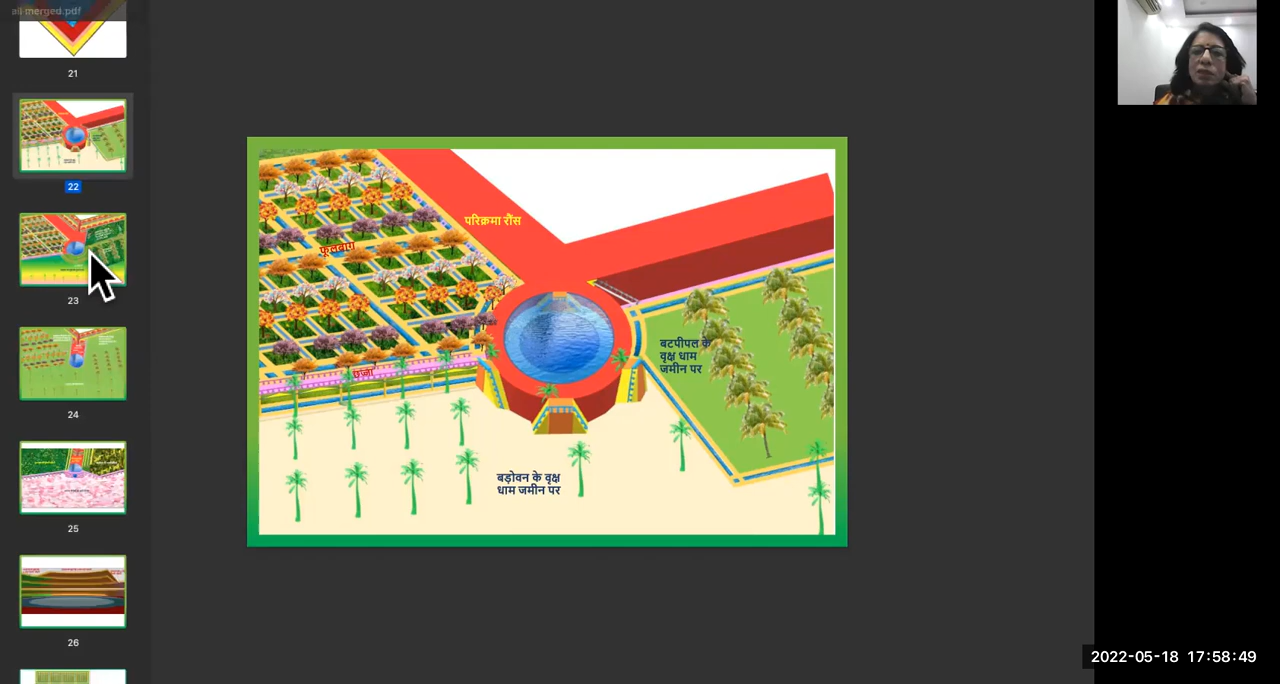 all merged.pdf
21
22
23
24
25
26
परिक्रमा रौंस
फूलबाग
छज्जा
बटपीपल के
वृक्ष धाम
जमीन पर
बड़ोवन के वृक्ष
धाम जमीन पर
2022-05-18 17:58:49